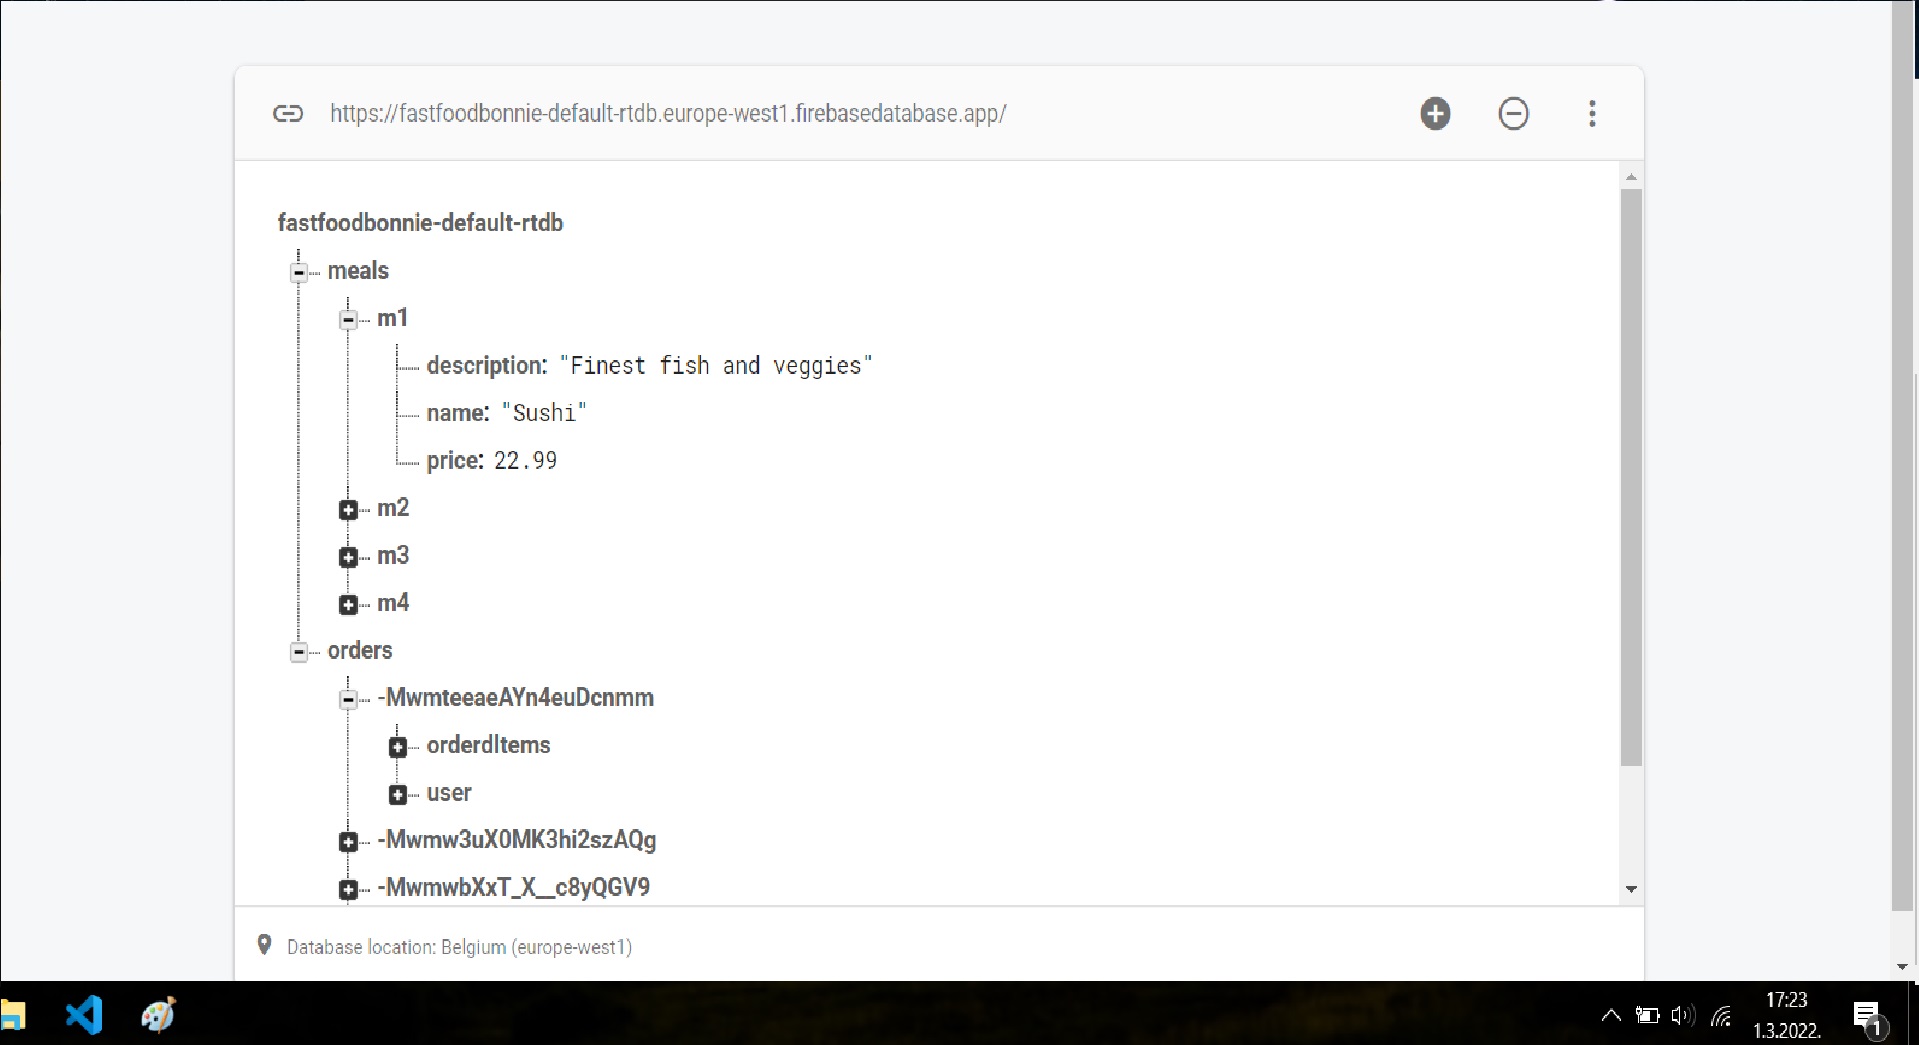 https://fastfoodbonnie-default-rtdb.europe-west1.firebasedatabase.app/
fastfoodbonnie-default-rtdb
meals
m1
description: "Finest fish and veggies"
name: "Sushi"
price: 22.99
m2
m3
m4
orders
-MwmteeaeAYn4euDcnmm
orderdItems
user
-Mwmw3uX0MK3hi2szAQg
-MwmwbXxT_X__c8yQGV9
Database location: Belgium (europe-west1)
17:23
1.3.2022.
1